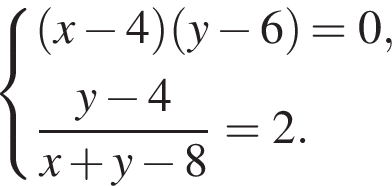 (x − 4)(y − 6) = 0,
(y − 4)/(x + y − 8) = 2.